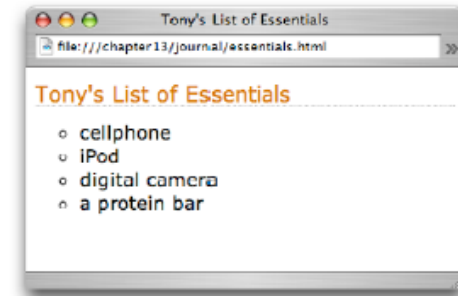 Tony's List of Essentials
file:///chapter13/journal/essentials.html
Tony's List of Essentials
cellphone
iPod
digital camera
a protein bar